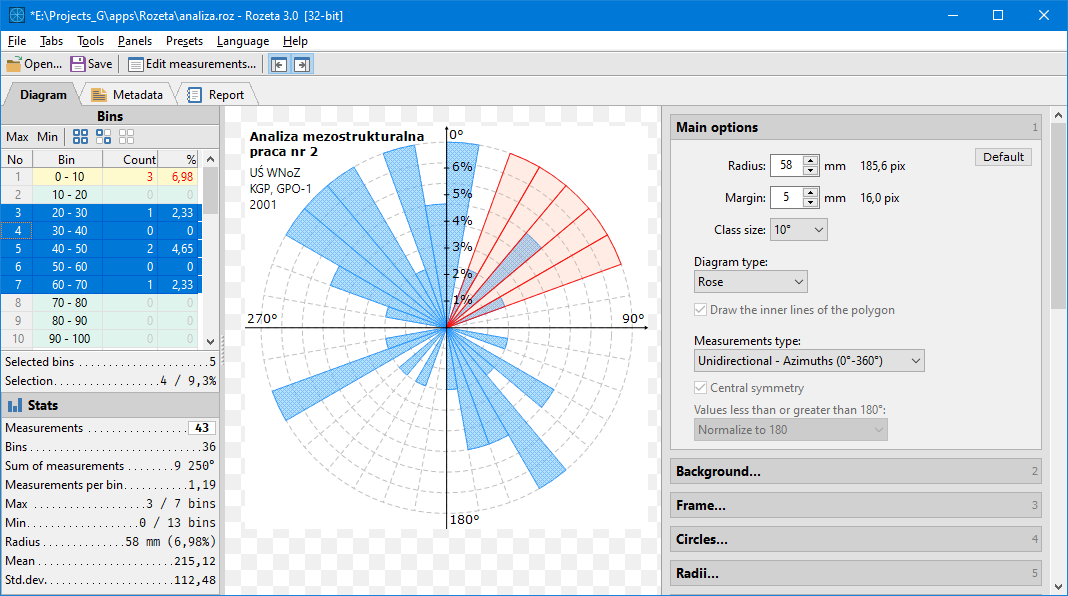 *E:\Projects_G\apps\Rozeta\analiza.roz - Rozeta 3.0 [32-bit]
File Tabs Tools Panels Presets Language Help
Open... Save Edit measurements...
Diagram Metadata Report
Bins
Max Min
No Bin Count %
1 0 - 10 3 6,98
2 10 - 20 0 0
3 20 - 30 1 2,33
4 30 - 40 0 0
5 40 - 50 2 4,65
6 50 - 60 0 0
7 60 - 70 1 2,33
8 70 - 80 0 0
9 80 - 90 0 0
10 90 - 100 0 0
Selected bins 5
Selection 4 / 9,3%
Stats
Measurements 43
Bins 36
Sum of measurements 9 250°
Measurements per bin 1,19
Max 3 / 7 bins
Min 0 / 13 bins
Radius 58 mm (6,98%)
Mean 215,12
Std.dev. 112,48
Analiza mezostrukturalna
praca nr 2
UŚ WNoZ
KGP, GPO-1
2001
0°
6%
5%
4%
3%
2%
1%
270° 90°
180°
Main options 1
Default
Radius: 58 mm 185,6 pix
Margin: 5 mm 16,0 pix
Class size: 10°
Diagram type:
Rose
Draw the inner lines of the polygon
Measurements type:
Unidirectional - Azimuths (0°-360°)
Central symmetry
Values less than or greater than 180°:
Normalize to 180
Background... 2
Frame... 3
Circles... 4
Radii... 5